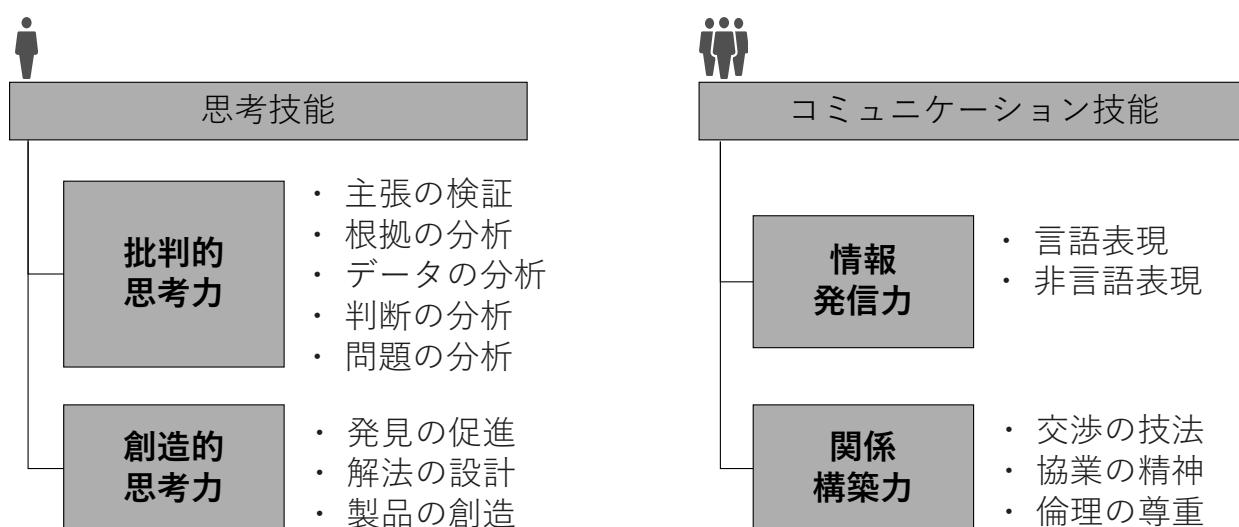 思考技能
批判的
思考力
・ 主張の検証
・ 根拠の分析
・ データの分析
・ 判断の分析
・ 問題の分析
創造的
思考力
・ 発見の促進
・ 解法の設計
・ 製品の創造
コミュニケーション技能
情報
発信力
・ 言語表現
・ 非言語表現
関係
構築力
・ 交渉の技法
・ 協業の精神
・ 倫理の尊重